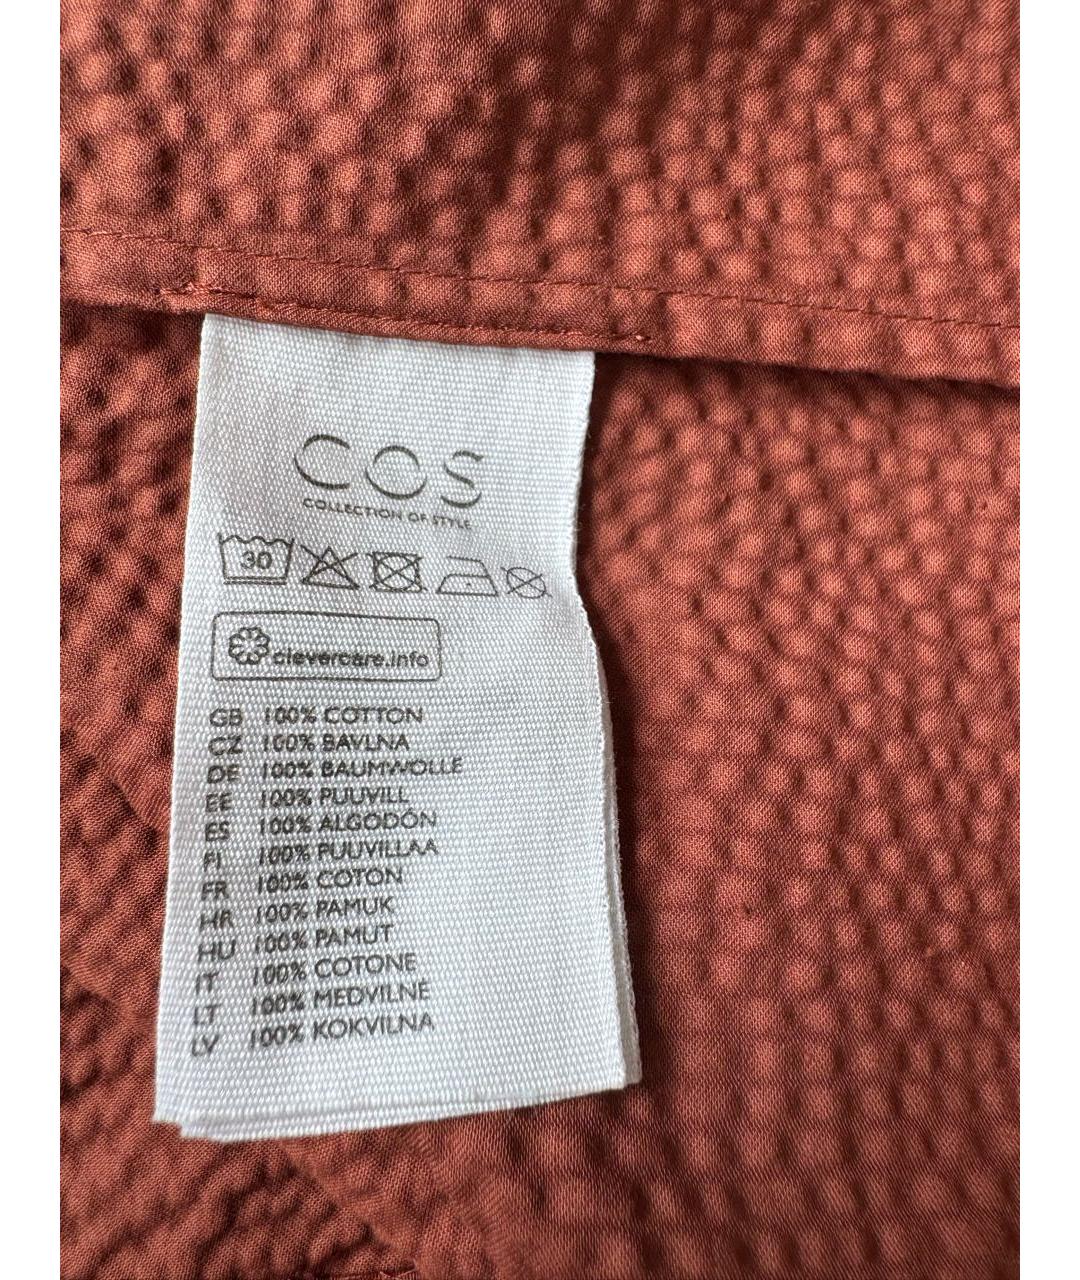 COS
COLLECTION OF STYLE
30
clevercare.info
GB 100% COTTON
CZ 100% BAVLNA
DE 100% BAUMWOLLE
EE 100% PUUVILL
ES 100% ALGODÓN
FI 100% PUUVILLAA
FR 100% COTON
HR 100% PAMUK
HU 100% PAMUT
IT 100% COTONE
LT 100% MEDVILNE
LV 100% KOKVILNA